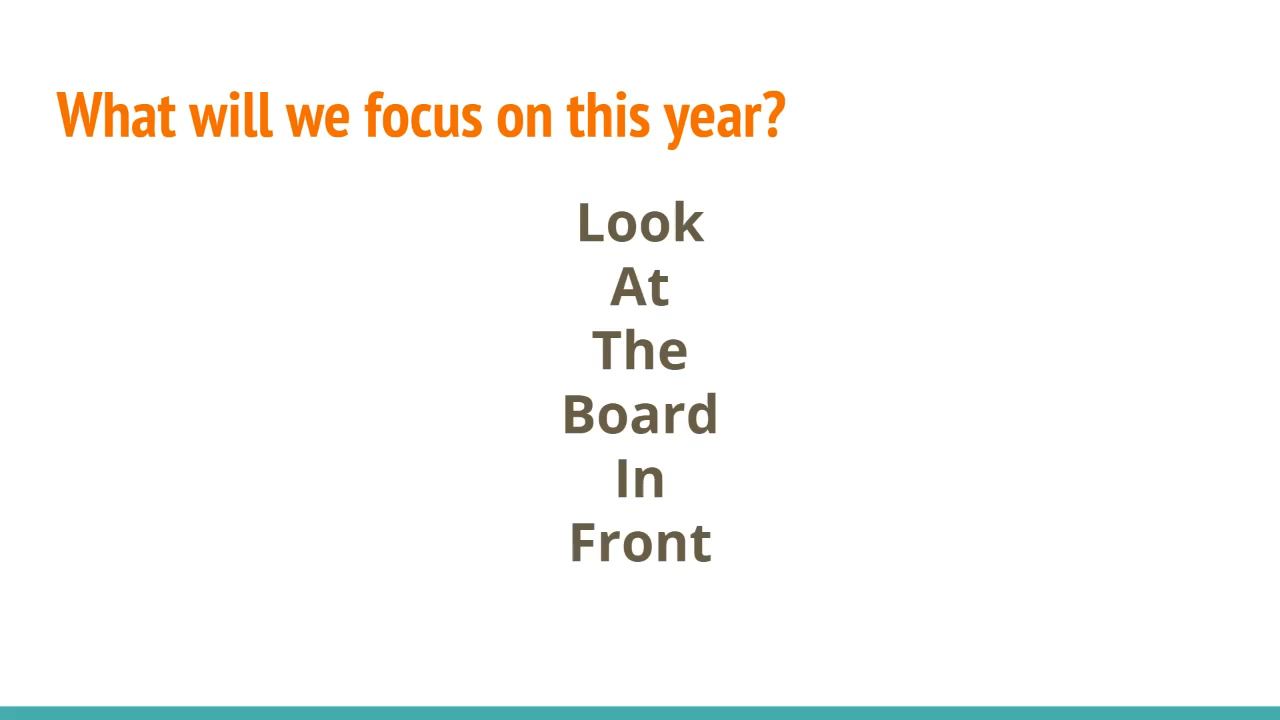 What will we focus on this year?
Look
At
The
Board
In
Front